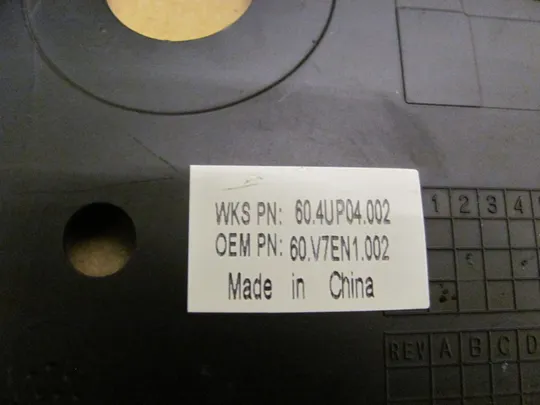 WKS PN: 60.4UP04.002
OEM PN: 60.V7EN1.002
Made in China
1 2 3 4
REV A B C D